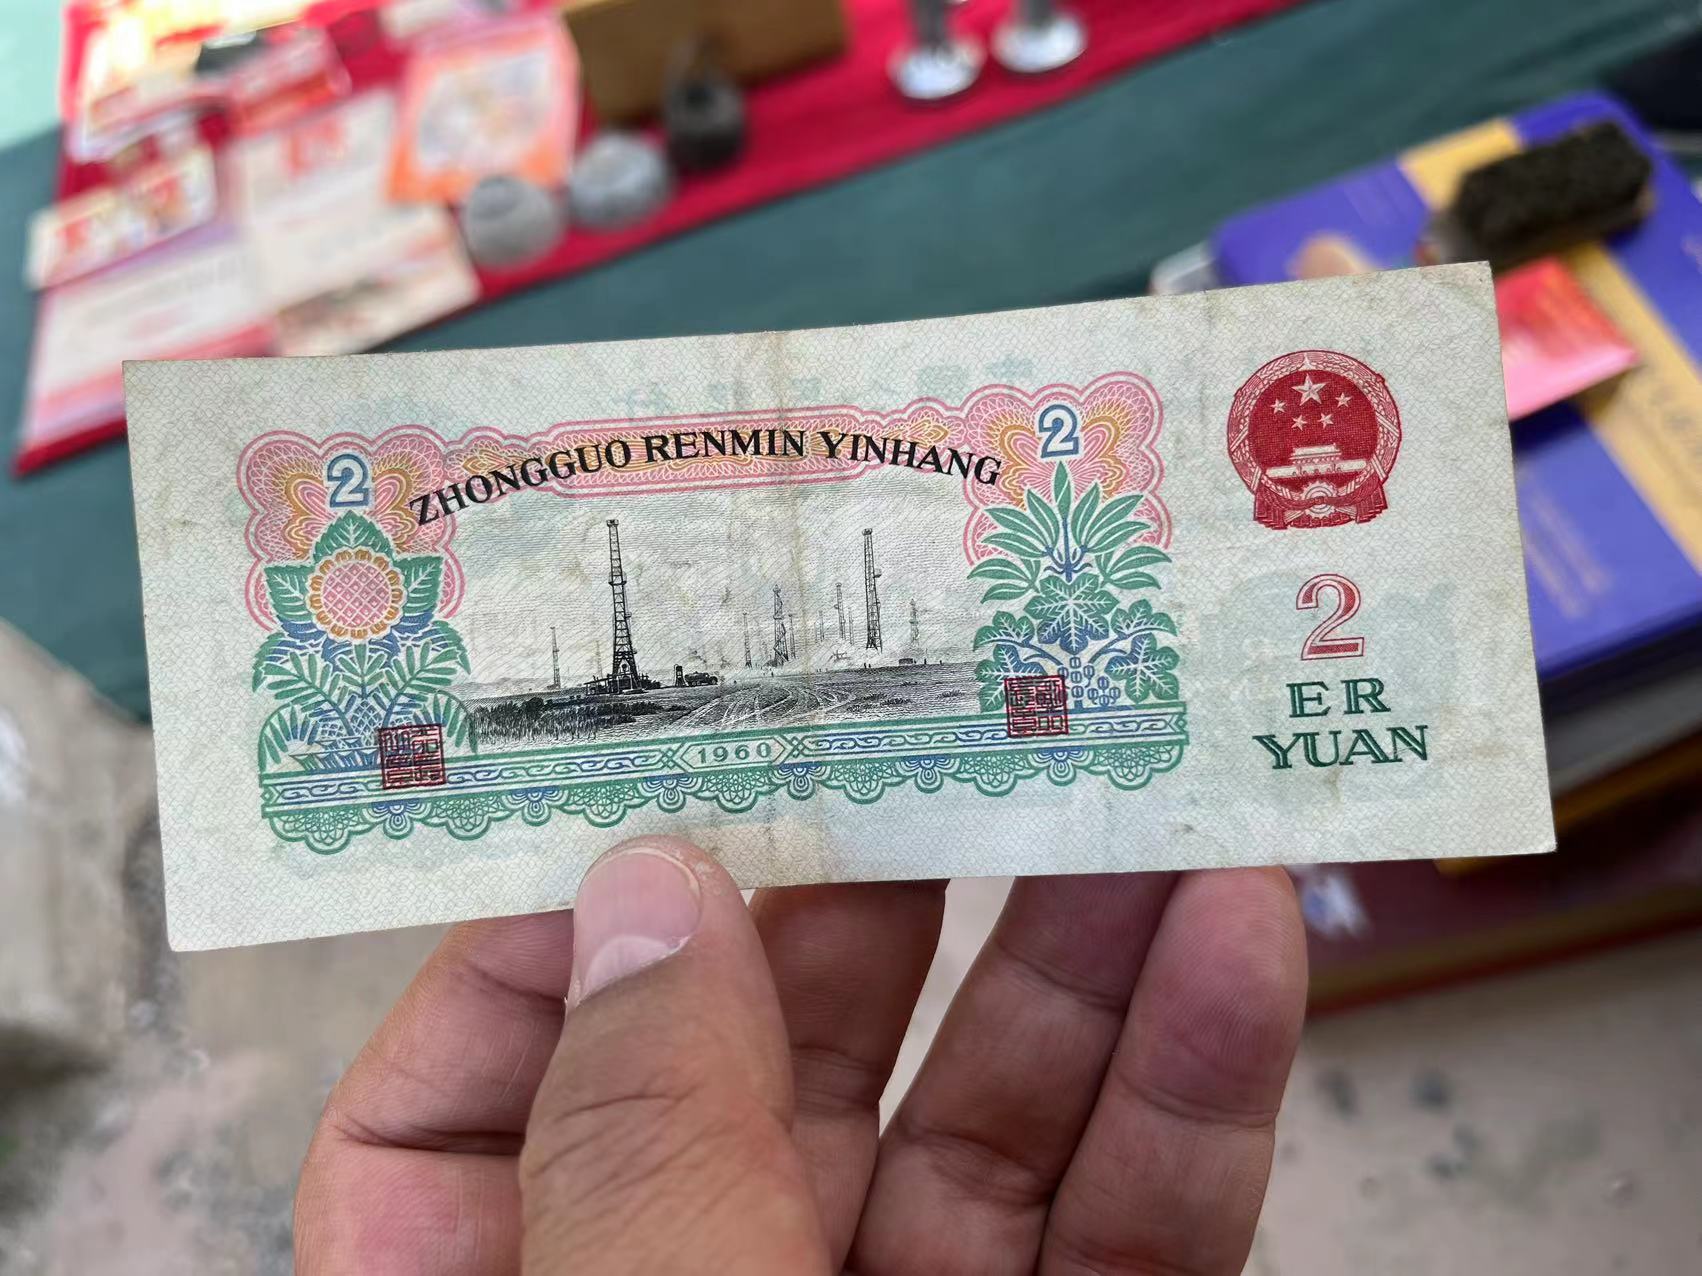 2
2
ZHONGGUO RENMIN YINHANG
1960
2
ER
YUAN